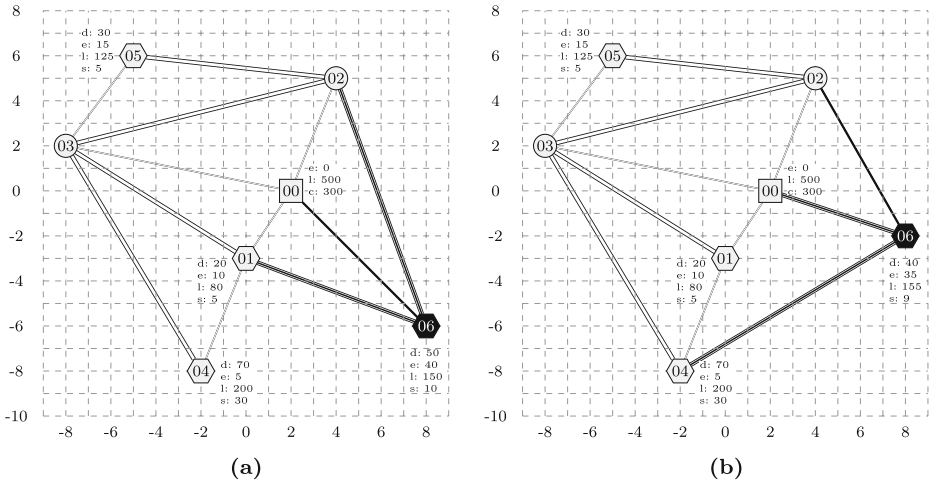 8
6
4
2
0
-2
-4
-6
-8
-10
-8
-6
-4
-2
0
2
4
6
8
d: 30
e: 15
l: 125
s: 5
05
02
03
e: 0
l: 500
c: 300
00
01
d: 20
e: 10
l: 80
s: 5
06
d: 50
e: 40
l: 150
s: 10
04
d: 70
e: 5
l: 200
s: 30
(a)
8
6
4
2
0
-2
-4
-6
-8
-10
-8
-6
-4
-2
0
2
4
6
8
d: 30
e: 15
l: 125
s: 5
05
02
03
e: 0
l: 500
c: 300
00
06
d: 40
e: 35
l: 155
s: 9
01
d: 20
e: 10
l: 80
s: 5
04
d: 70
e: 5
l: 200
s: 30
(b)